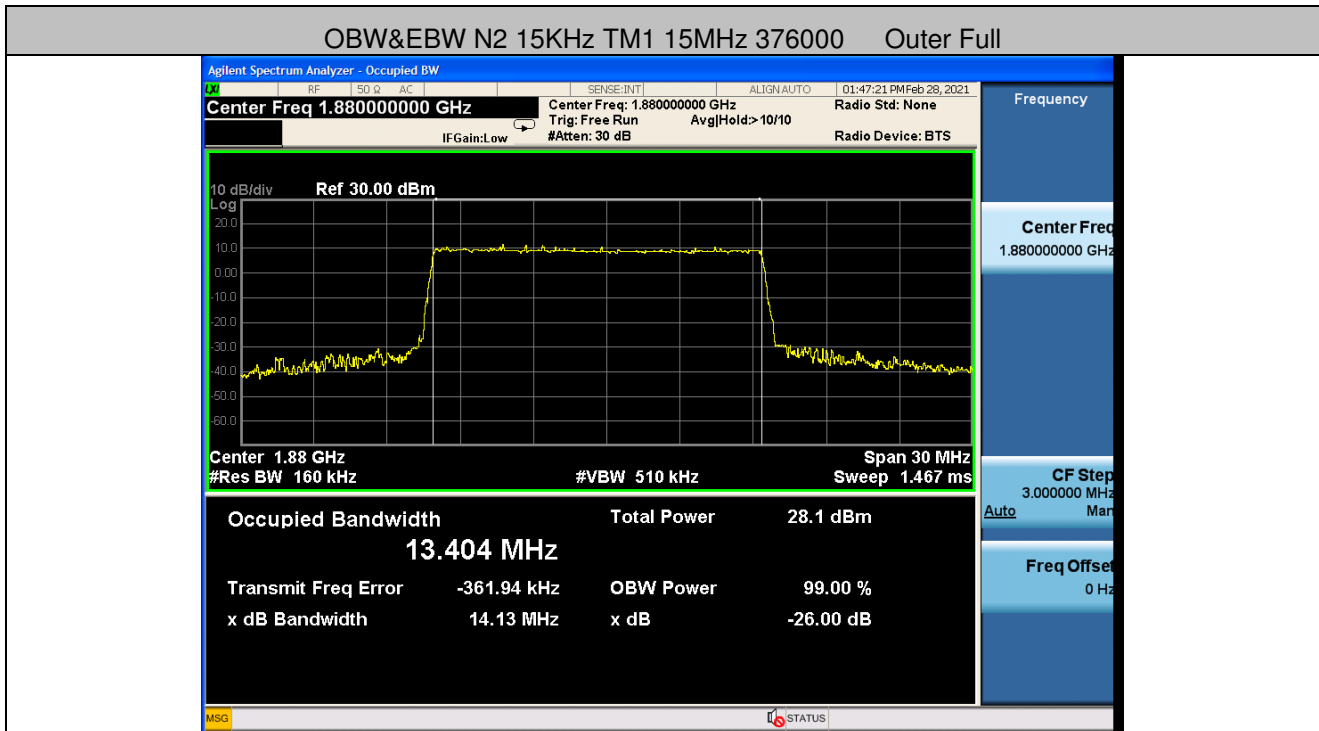 OBW&EBW N2 15KHz TM1 15MHz 376000 Outer Full
Agilent Spectrum Analyzer - Occupied BW
LXI RF 50 Ω AC SENSE:INT ALIGN AUTO 01:47:21 PM Feb 28, 2021
Center Freq 1.880000000 GHz
Center Freq: 1.880000000 GHz
Radio Std: None
Trig: Free Run Avg|Hold:>10/10
IFGain:Low
#Atten: 30 dB
Radio Device: BTS
Frequency
10 dB/div Ref 30.00 dBm
Log
20.0
10.0
0.00
-10.0
-20.0
-30.0
-40.0
-50.0
-60.0
Center 1.88 GHz
Span 30 MHz
#Res BW 160 kHz
#VBW 510 kHz
Sweep 1.467 ms
Center Freq
1.880000000 GHz
CF Step
3.000000 MHz
Auto Man
Freq Offset
0 Hz
Occupied Bandwidth
13.404 MHz
Total Power 28.1 dBm
Transmit Freq Error -361.94 kHz
OBW Power 99.00 %
x dB Bandwidth 14.13 MHz
x dB -26.00 dB
MSG
STATUS